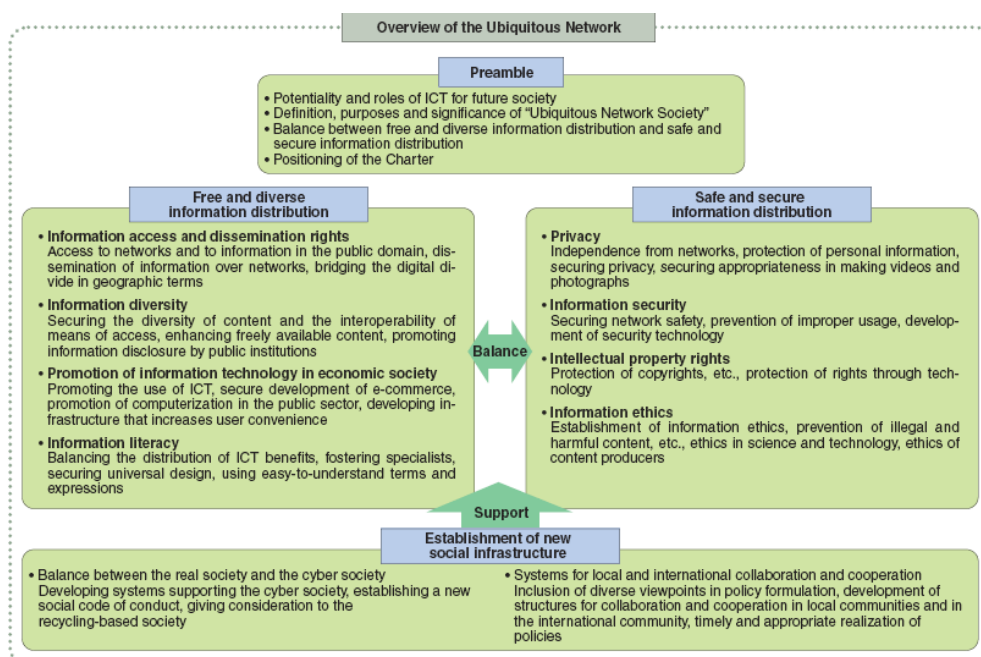 Overview of the Ubiquitous Network
Preamble
• Potentiality and roles of ICT for future society
• Definition, purposes and significance of “Ubiquitous Network Society”
• Balance between free and diverse information distribution and safe and
secure information distribution
• Positioning of the Charter
Free and diverse
information distribution
• Information access and dissemination rights
Access to networks and to information in the public domain, dis-
semination of information over networks, bridging the digital di-
vide in geographic terms
• Information diversity
Securing the diversity of content and the interoperability of
means of access, enhancing freely available content, promoting
information disclosure by public institutions
• Promotion of information technology in economic society
Promoting the use of ICT, secure development of e-commerce,
promotion of computerization in the public sector, developing in-
frastructure that increases user convenience
• Information literacy
Balancing the distribution of ICT benefits, fostering specialists,
securing universal design, using easy-to-understand terms and
expressions
Balance
Safe and secure
information distribution
• Privacy
Independence from networks, protection of personal information,
securing privacy, securing appropriateness in making videos and
photographs
• Information security
Securing network safety, prevention of improper usage, develop-
ment of security technology
• Intellectual property rights
Protection of copyrights, etc., protection of rights through tech-
nology
• Information ethics
Establishment of information ethics, prevention of illegal and
harmful content, etc., ethics in science and technology, ethics of
content producers
Support
Establishment of new
social infrastructure
• Balance between the real society and the cyber society
Developing systems supporting the cyber society, establishing a new
social code of conduct, giving consideration to the
recycling-based society
• Systems for local and international collaboration and cooperation
Inclusion of diverse viewpoints in policy formulation, development of
structures for collaboration and cooperation in local communities and in
the international community, timely and appropriate realization of
policies